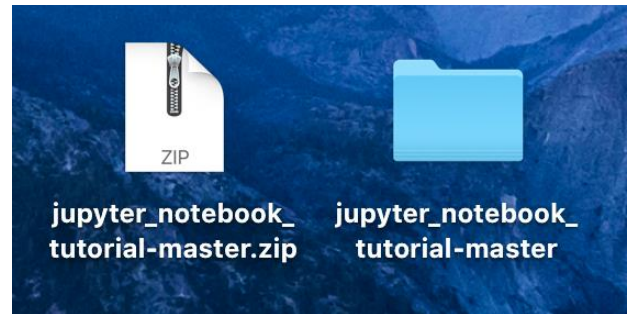 ZIP
jupyter_notebook_
tutorial-master.zip
jupyter_notebook_
tutorial-master